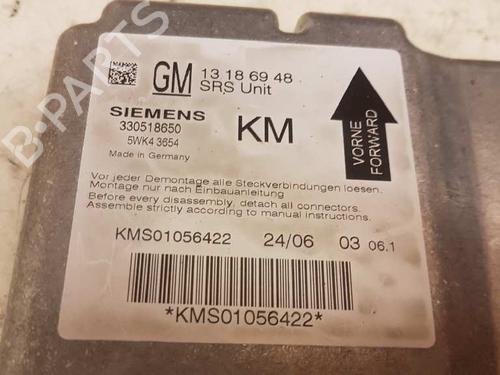 B-PARTS
GM 13 18 69 48
SRS Unit
SIEMENS
330518650
5WK4 3654
Made in Germany
KM
VORNE
FORWARD
Vor jeder Demontage alle Steckverbindungen loesen.
Montage nur nach Einbauanleitung
Before every disassembly, detach all connectors.
Assemble strictly according to manual instructions.
KMS01056422 24/06 03 06.1
*KMS01056422*